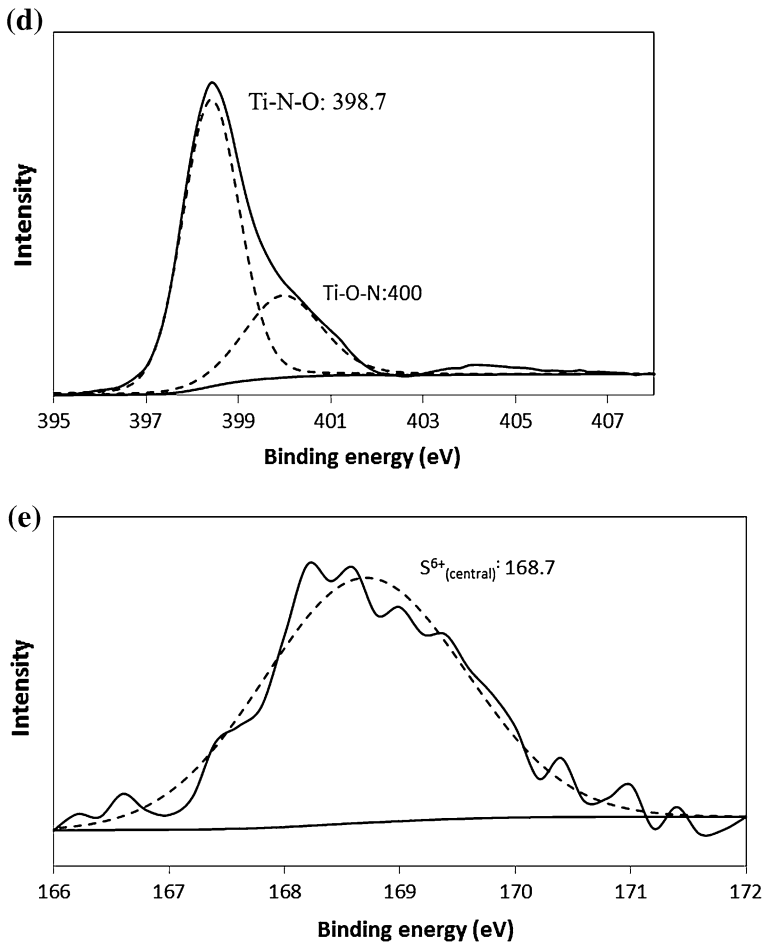 (d)
Ti-N-O: 398.7
Ti-O-N:400
Intensity
395 397 399 401 403 405 407
Binding energy (eV)
(e)
S6+(central): 168.7
Intensity
166 167 168 169 170 171 172
Binding energy (eV)